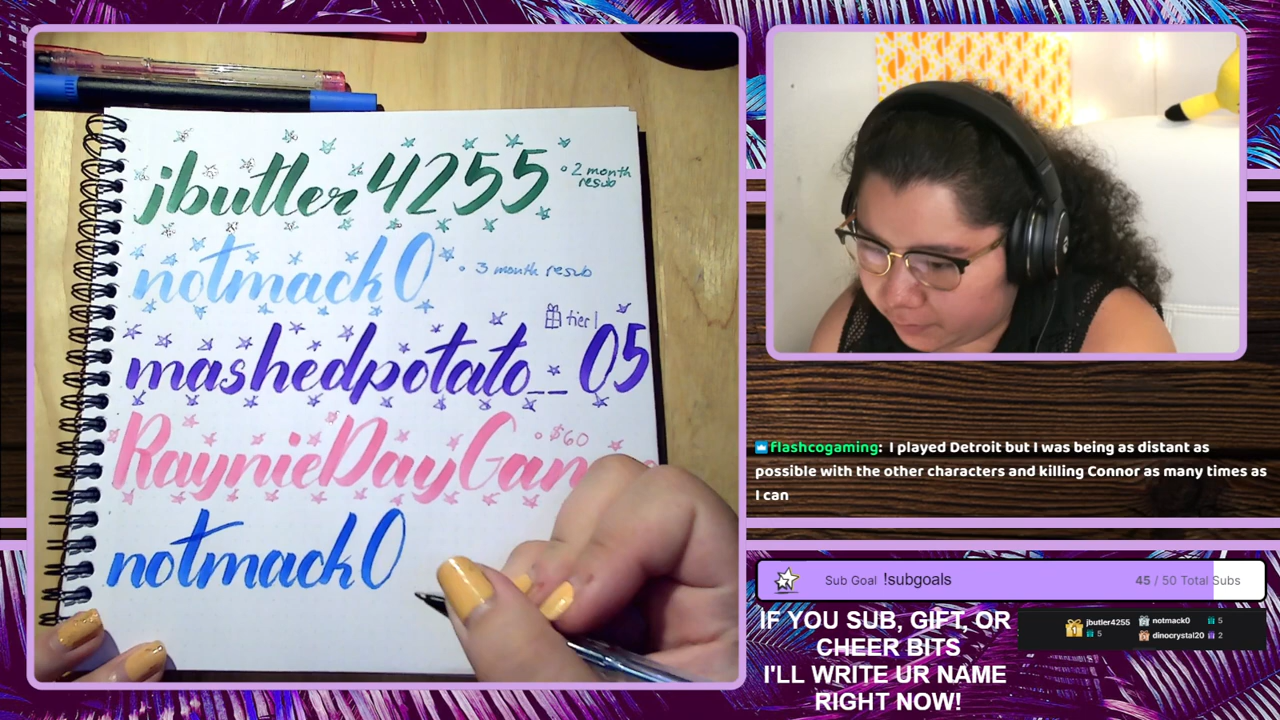 jbutler4255
• 2 month
resub
notmack0
• 3 month resub
tier 1
mashedpotato__05
RaynieDayGam
• $60
notmack0
flashcogaming: I played Detroit but I was being as distant as
possible with the other characters and killing Connor as many times as
I can
Sub Goal !subgoals 45 / 50 Total Subs
IF YOU SUB, GIFT, OR
CHEER BITS
I'LL WRITE UR NAME
RIGHT NOW!
1 jbutler4255 5
notmack0 5
dinocrystal20 2